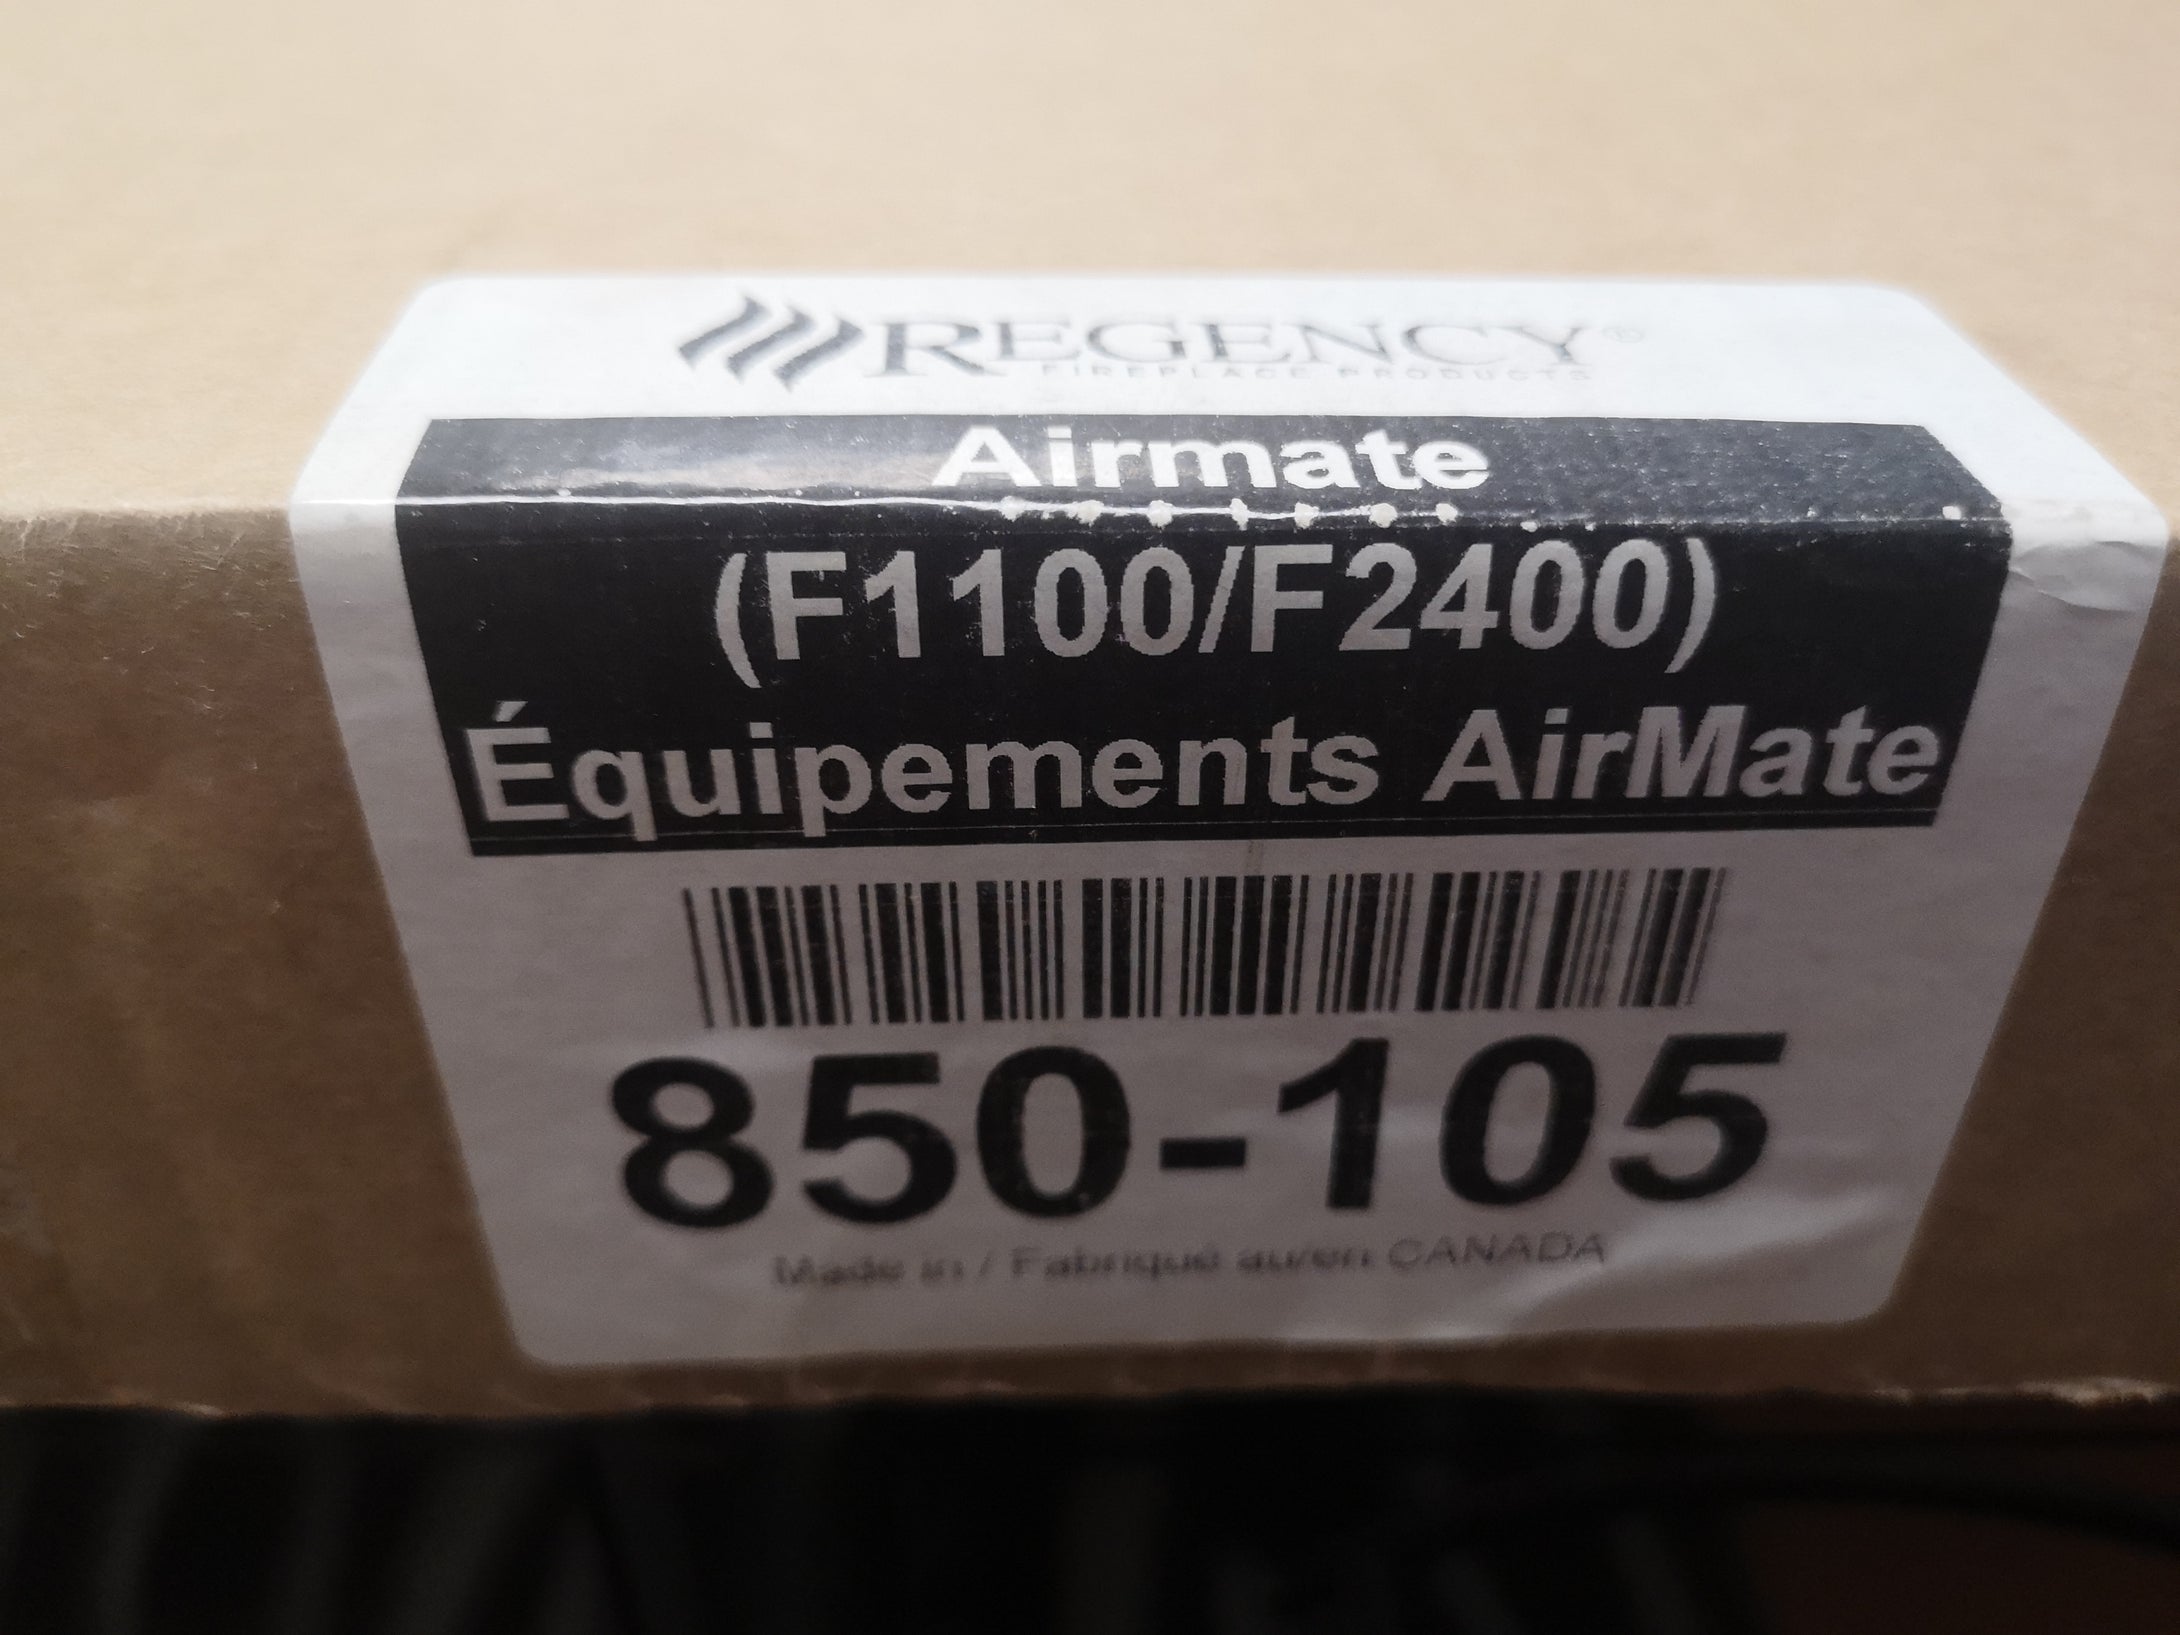 REGENCY®
FIREPLACE PRODUCTS
Airmate
(F1100/F2400)
Équipements AirMate
850-105
Made in / Fabriqué au/en CANADA